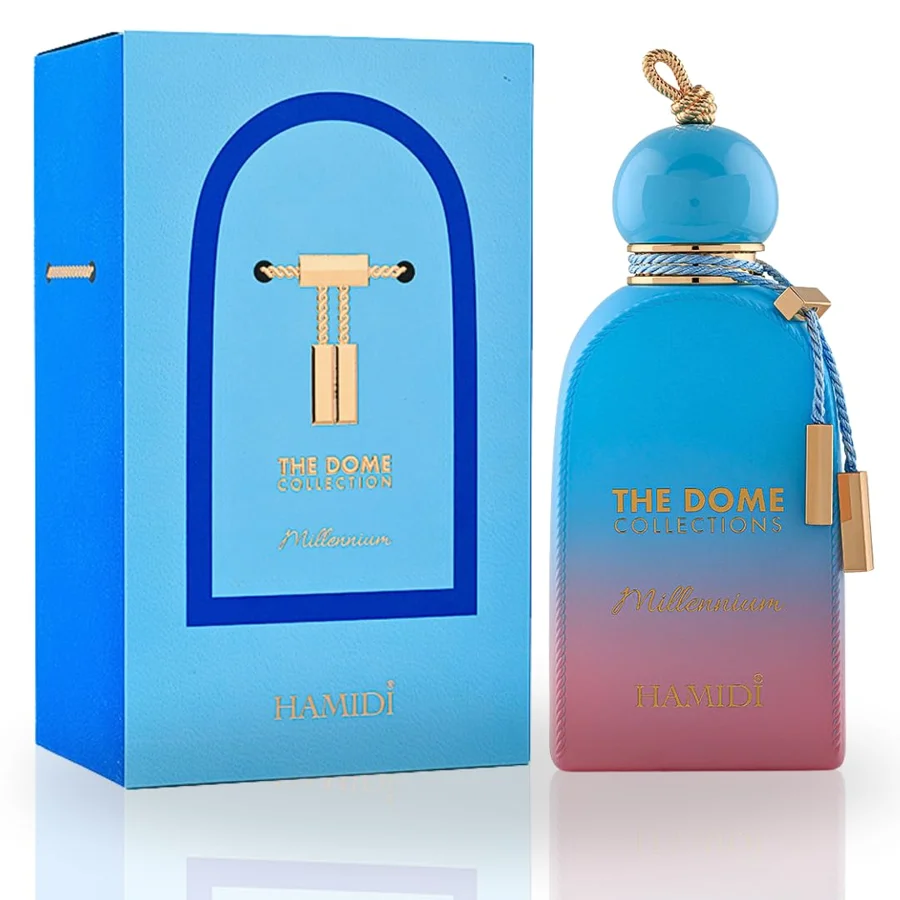 THE DOME
COLLECTION
Millennium
HAMIDI
THE DOME
COLLECTIONS
Millennium
HAMIDI